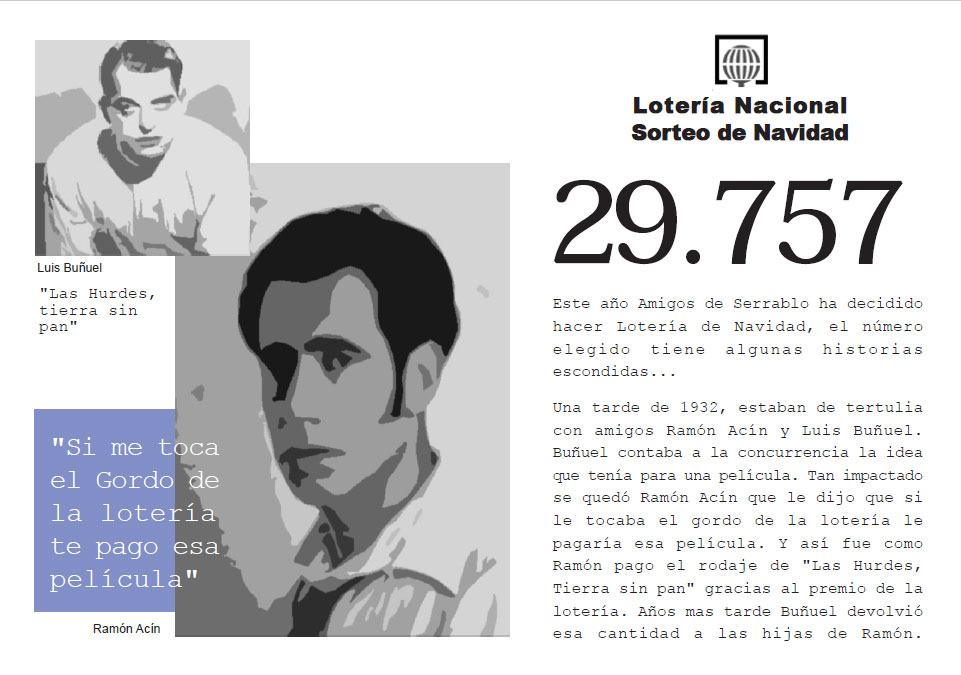 Luis Buñuel
"Las Hurdes,
tierra sin
pan"
"Si me toca
el Gordo de
la lotería
te pago esa
película"
Ramón Acín
Lotería Nacional
Sorteo de Navidad
29.757
Este año Amigos de Serrablo ha decidido
hacer Lotería de Navidad, el número
elegido tiene algunas historias
escondidas...
Una tarde de 1932, estaban de tertulia
con amigos Ramón Acín y Luis Buñuel.
Buñuel contaba a la concurrencia la idea
que tenía para una película. Tan impactado
se quedó Ramón Acín que le dijo que si
le tocaba el gordo de la lotería le
pagaría esa película. Y así fue como
Ramón pago el rodaje de "Las Hurdes,
Tierra sin pan" gracias al premio de la
lotería. Años mas tarde Buñuel devolvió
esa cantidad a las hijas de Ramón.